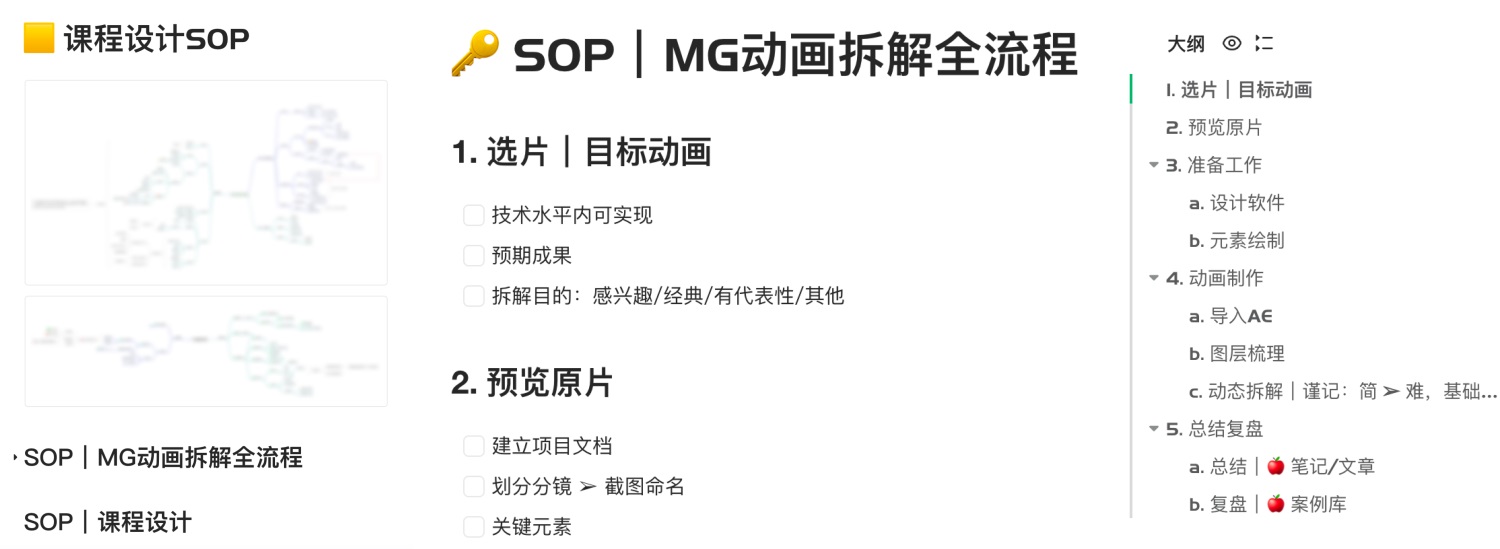 课程设计SOP
SOP｜MG动画拆解全流程
SOP｜课程设计
SOP｜MG动画拆解全流程
1. 选片｜目标动画
技术水平内可实现
预期成果
拆解目的：感兴趣/经典/有代表性/其他
2. 预览原片
建立项目文档
划分分镜 ➢ 截图命名
关键元素
大纲
1. 选片｜目标动画
2. 预览原片
3. 准备工作
a. 设计软件
b. 元素绘制
4. 动画制作
a. 导入AE
b. 图层梳理
c. 动态拆解｜谨记：简 ➢ 难，基础...
5. 总结复盘
a. 总结｜🍎 笔记/文章
b. 复盘｜🍎 案例库